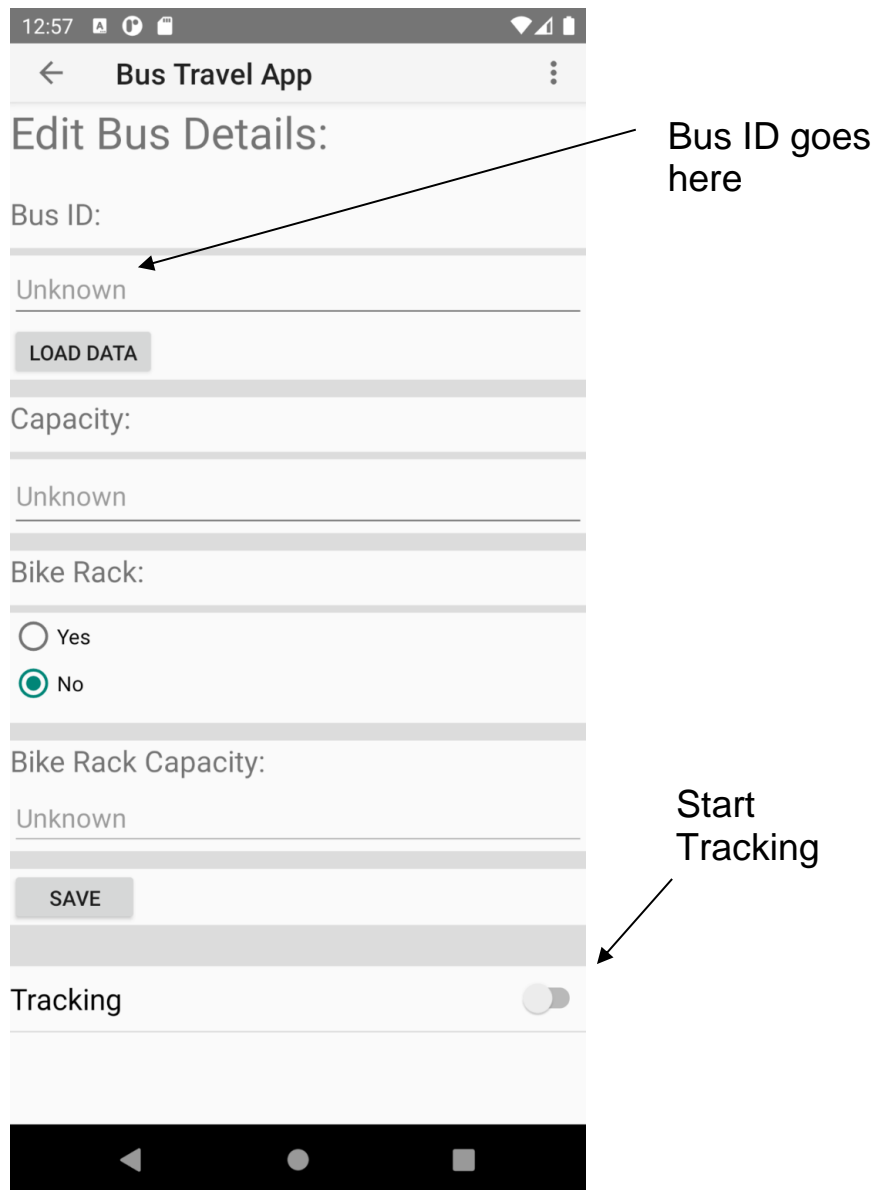 12:57
Bus Travel App
Edit Bus Details:
Bus ID goes
here
Bus ID:
Unknown
LOAD DATA
Capacity:
Unknown
Bike Rack:
Yes
No
Bike Rack Capacity:
Unknown
Start
Tracking
SAVE
Tracking